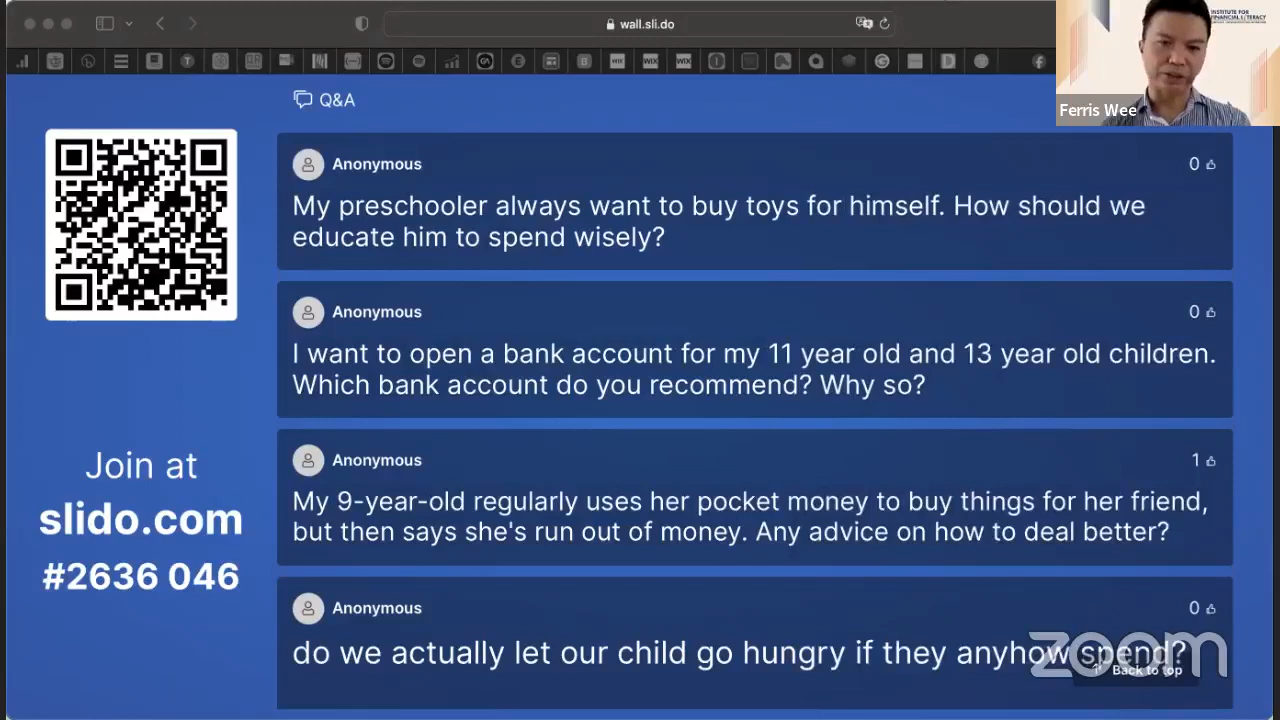 wall.sli.do
INSTITUTE FOR
FINANCIAL LITERACY
Ferris Wee
Q&A
Anonymous
0
My preschooler always want to buy toys for himself. How should we
educate him to spend wisely?
Anonymous
0
I want to open a bank account for my 11 year old and 13 year old children.
Which bank account do you recommend? Why so?
Anonymous
1
My 9-year-old regularly uses her pocket money to buy things for her friend,
but then says she's run out of money. Any advice on how to deal better?
Anonymous
0
do we actually let our child go hungry if they anyhow spend?
Back to top
zoom
Join at
slido.com
#2636 046